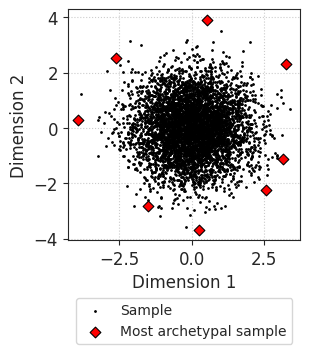 4
2
0
−2
−4
Dimension 2
−2.5 0.0 2.5
Dimension 1
Sample
Most archetypal sample